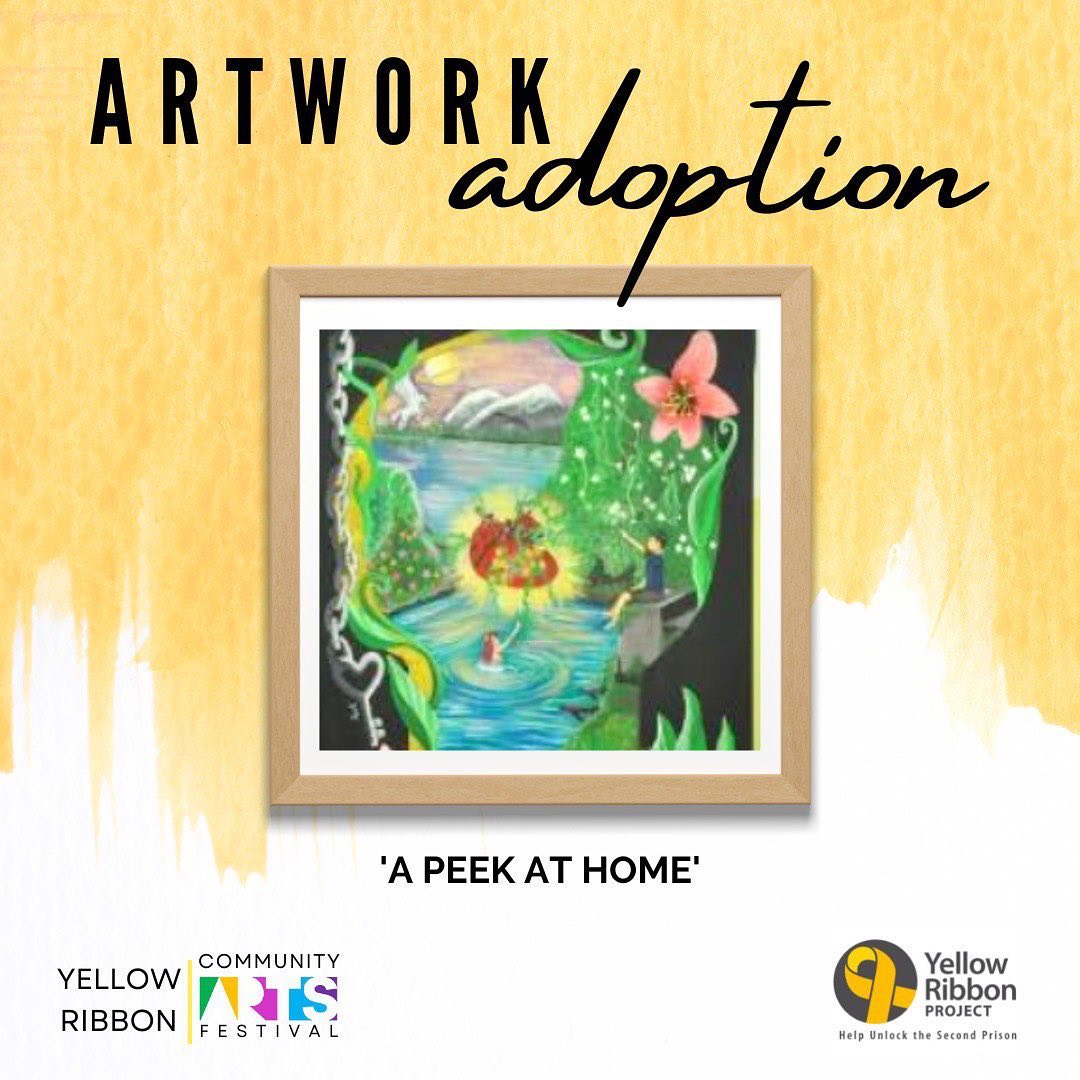 ARTWORK
adoption
'A PEEK AT HOME'
YELLOW
RIBBON
COMMUNITY
ARTS
FESTIVAL
Yellow
Ribbon
PROJECT
Help Unlock the Second Prison